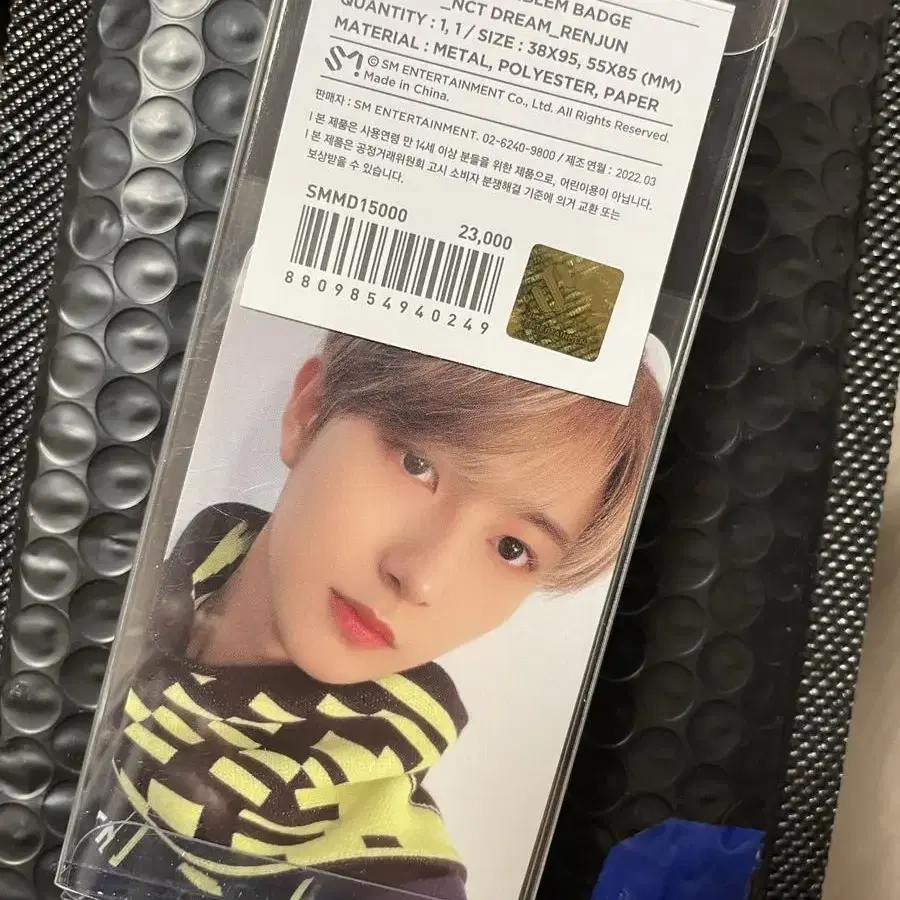 BLEM BADGE
_NCT DREAM_RENJUN
QUANTITY : 1, 1 / SIZE : 38X95, 55X85 (MM)
MATERIAL : METAL, POLYESTER, PAPER
SM © SM ENTERTAINMENT Co., Ltd. All Rights Reserved.
Made in China.
판매자 : SM ENTERTAINMENT. 02-6240-9800 / 제조 연월 : 2022.03
| 본 제품은 사용연령 만 14세 이상 분들을 위한 제품으로, 어린이용이 아닙니다.
| 본 제품은 공정거래위원회 고시 소비자 분쟁해결 기준에 의거 교환 또는
보상받을 수 있습니다.
SMMD15000
23,000
8809854940249